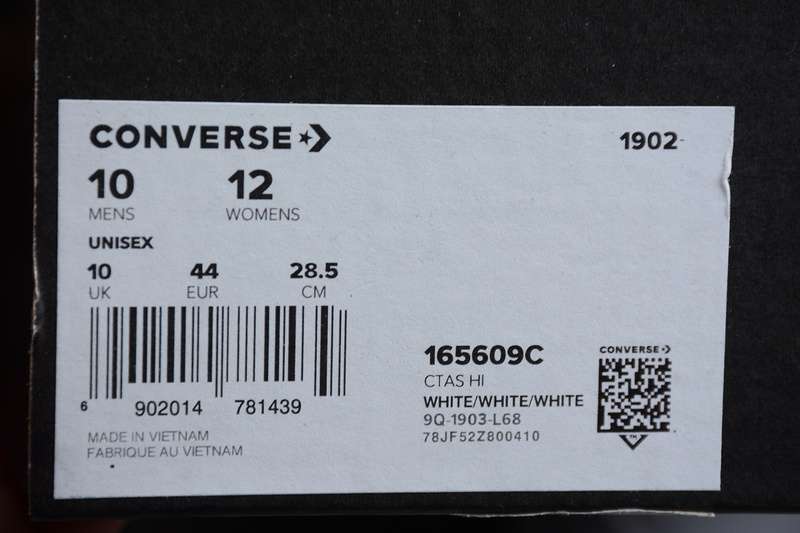 CONVERSE
1902-
10 12
MENS WOMENS
UNISEX
10 44 28.5
UK EUR CM
6 902014 781439
MADE IN VIETNAM
FABRIQUE AU VIETNAM
165609C
CTAS HI
WHITE/WHITE/WHITE
9Q-1903-L68
78JF52Z800410
CONVERSE